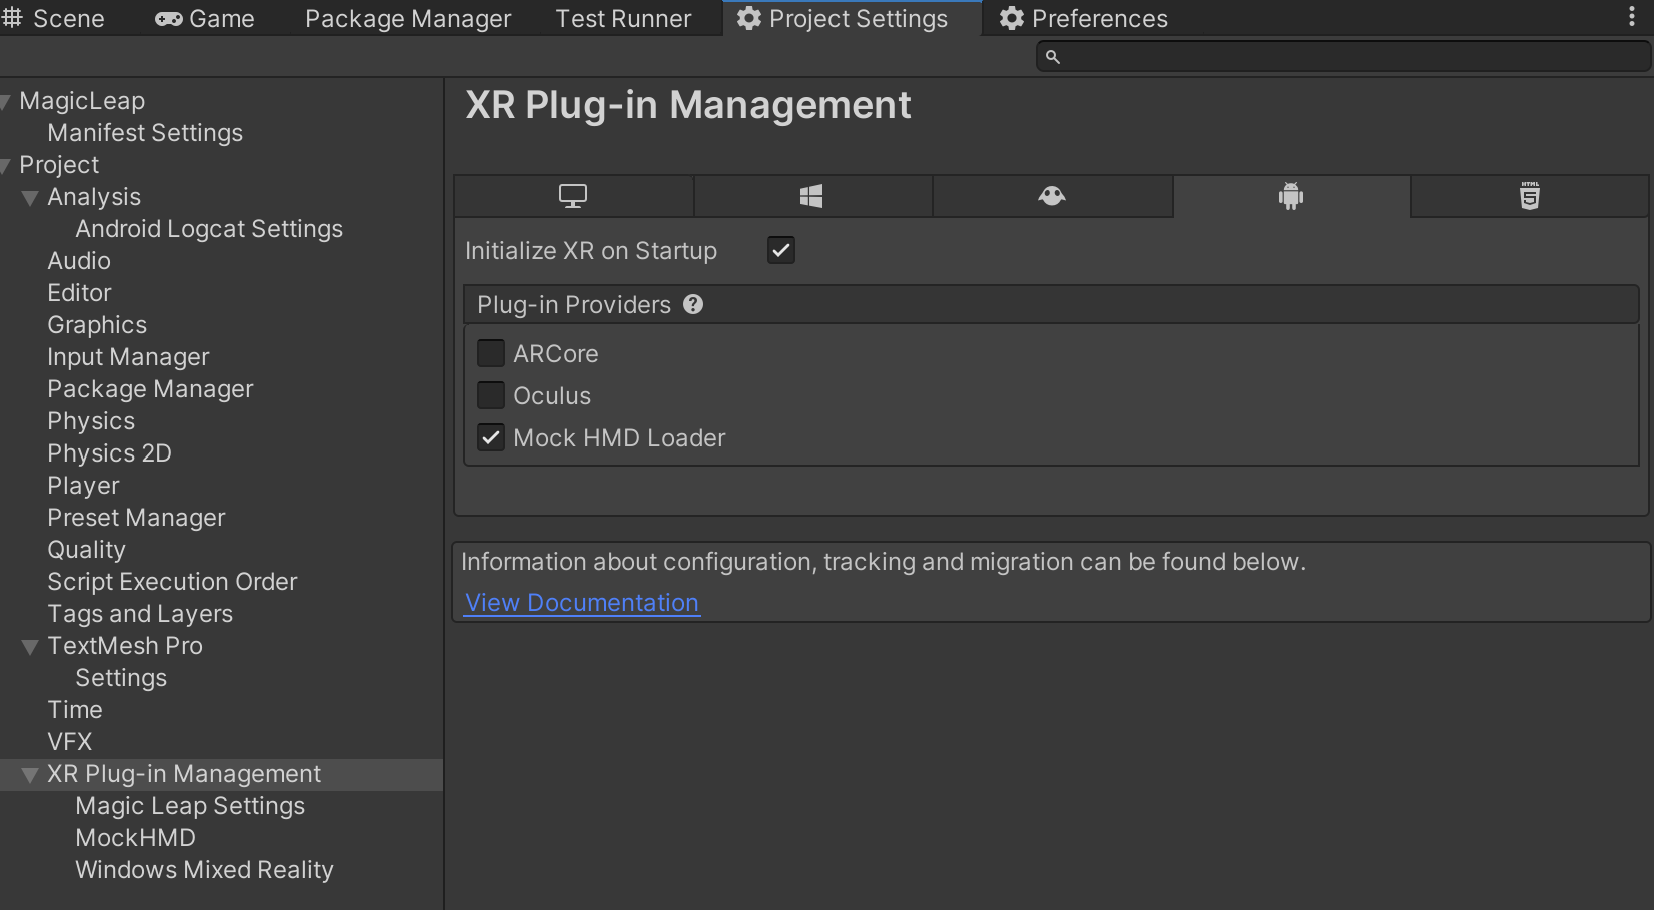 Scene
Game
Package Manager
Test Runner
Project Settings
Preferences
MagicLeap
Manifest Settings
Project
Analysis
Android Logcat Settings
Audio
Editor
Graphics
Input Manager
Package Manager
Physics
Physics 2D
Player
Preset Manager
Quality
Script Execution Order
Tags and Layers
TextMesh Pro
Settings
Time
VFX
XR Plug-in Management
Magic Leap Settings
MockHMD
Windows Mixed Reality
XR Plug-in Management
HTML
5
Initialize XR on Startup
Plug-in Providers ?
ARCore
Oculus
Mock HMD Loader
Information about configuration, tracking and migration can be found below.
View Documentation